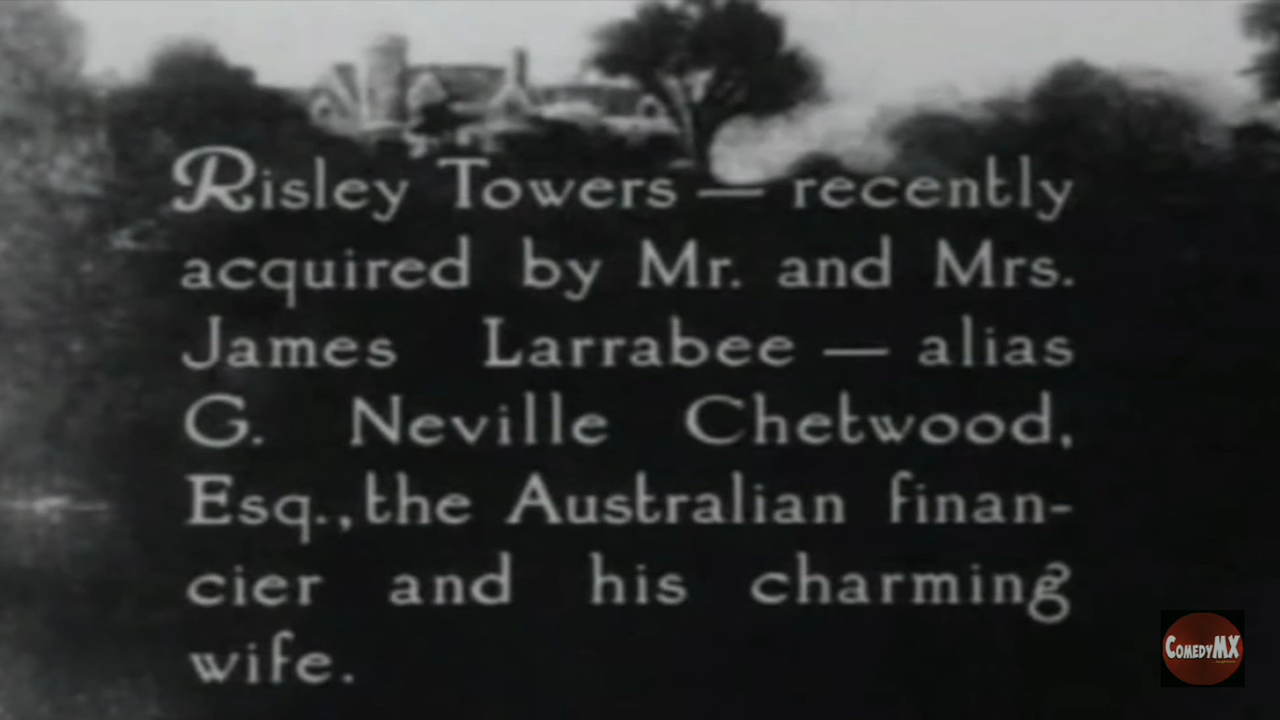 Risley Towers — recently
acquired by Mr. and Mrs.
James Larrabee — alias
G. Neville Chetwood,
Esq., the Australian finan-
cier and his charming
wife.
COMEDYMX